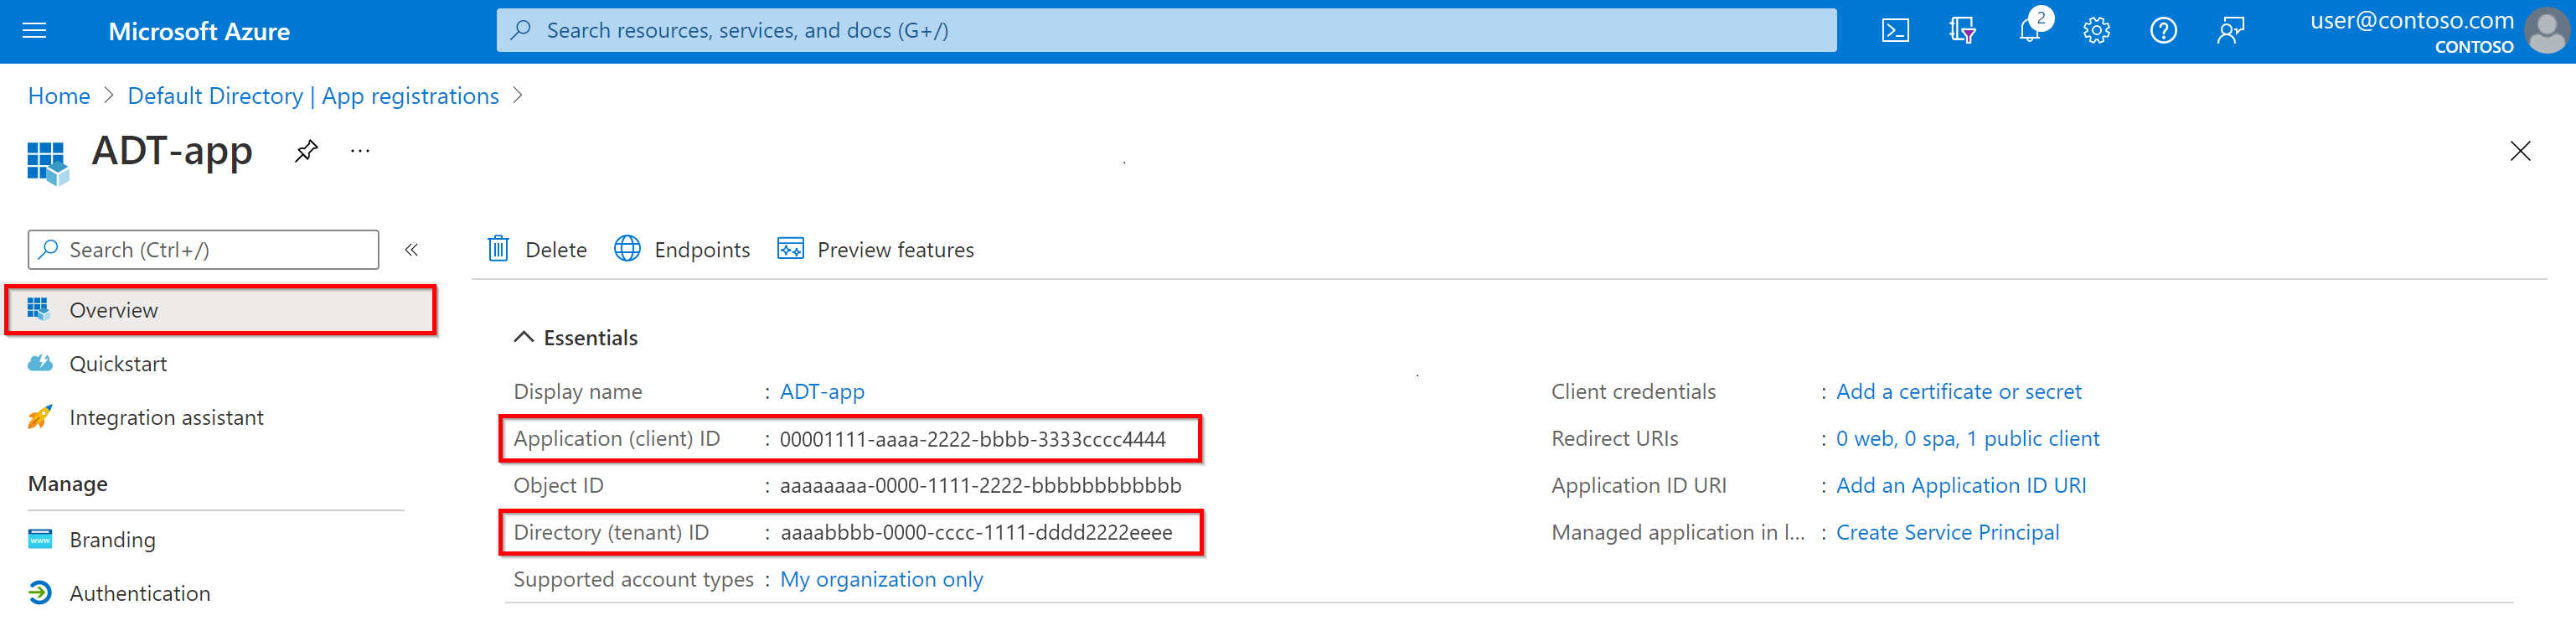 Microsoft Azure
Search resources, services, and docs (G+/)
2
user@contoso.com
CONTOSO
Home > Default Directory | App registrations >
ADT-app
...
Search (Ctrl+/)
«
Delete
Endpoints
Preview features
Overview
Quickstart
Integration assistant
Manage
Branding
Authentication
Essentials
Display name : ADT-app
Application (client) ID : 00001111-aaaa-2222-bbbb-3333cccc4444
Object ID : aaaaaaaa-0000-1111-2222-bbbbbbbbbbbb
Directory (tenant) ID : aaaabbbb-0000-cccc-1111-dddd2222eeee
Supported account types : My organization only
Client credentials : Add a certificate or secret
Redirect URIs : 0 web, 0 spa, 1 public client
Application ID URI : Add an Application ID URI
Managed application in l... : Create Service Principal